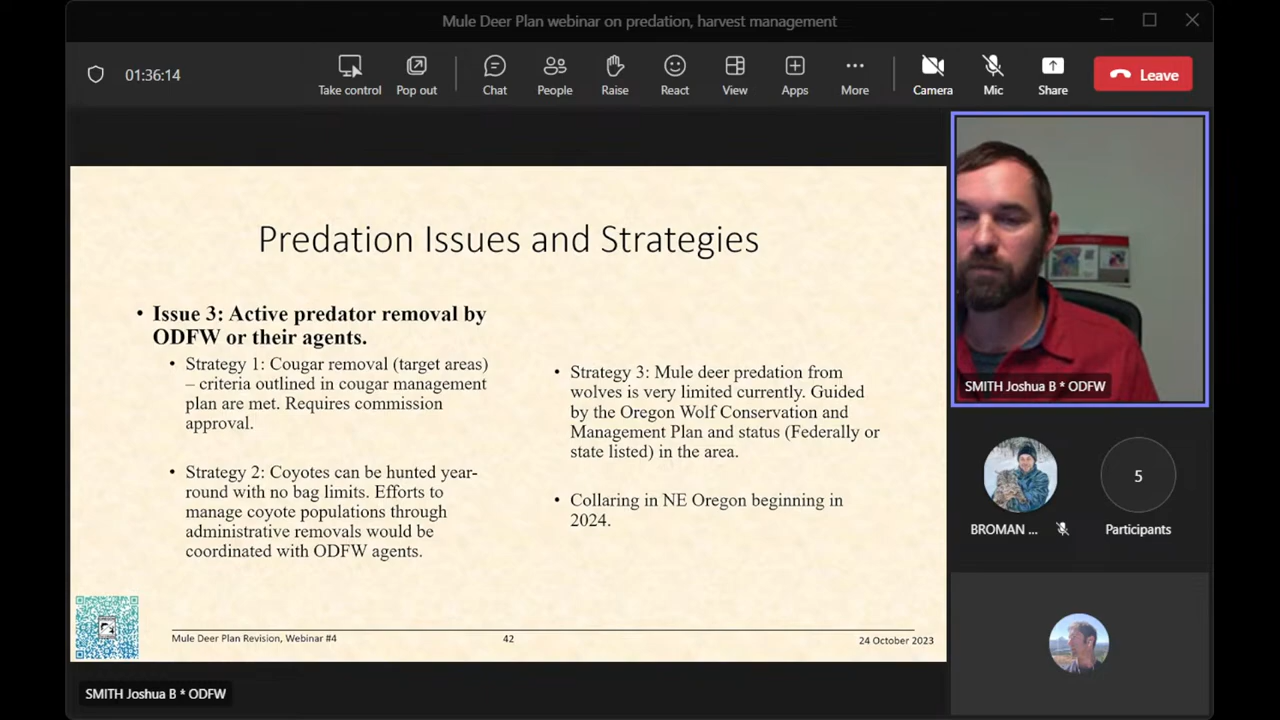 Mule Deer Plan webinar on predation, harvest management
01:36:14
Take control
Pop out
Chat
People
Raise
React
View
Apps
More
Camera
Mic
Share
Leave
Predation Issues and Strategies
• Issue 3: Active predator removal by
ODFW or their agents.
• Strategy 1: Cougar removal (target areas)
– criteria outlined in cougar management
plan are met. Requires commission
approval.
• Strategy 2: Coyotes can be hunted year-
round with no bag limits. Efforts to
manage coyote populations through
administrative removals would be
coordinated with ODFW agents.
• Strategy 3: Mule deer predation from
wolves is very limited currently. Guided
by the Oregon Wolf Conservation and
Management Plan and status (Federally or
state listed) in the area.
• Collaring in NE Oregon beginning in
2024.
Mule Deer Plan Revision, Webinar #4
42
24 October 2023
SMITH Joshua B * ODFW
SMITH Joshua B * ODFW
BROMAN ...
5
Participants